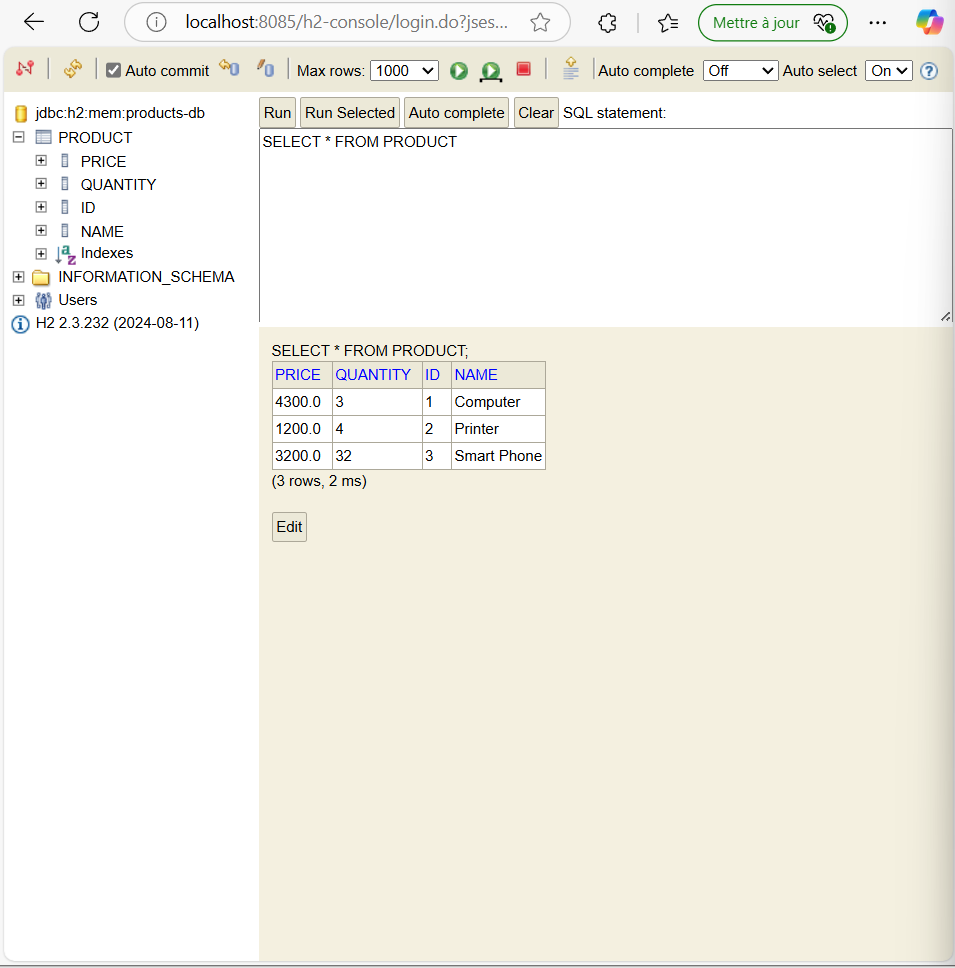 localhost:8085/h2-console/login.do?jses... Mettre à jour
Auto commit Max rows: 1000 Auto complete Off Auto select On
jdbc:h2:mem:products-db
PRODUCT
PRICE
QUANTITY
ID
NAME
Indexes
INFORMATION_SCHEMA
Users
H2 2.3.232 (2024-08-11)
Run Run Selected Auto complete Clear SQL statement:
SELECT * FROM PRODUCT
SELECT * FROM PRODUCT;
PRICE QUANTITY ID NAME
4300.0 3 1 Computer
1200.0 4 2 Printer
3200.0 32 3 Smart Phone
(3 rows, 2 ms)
Edit